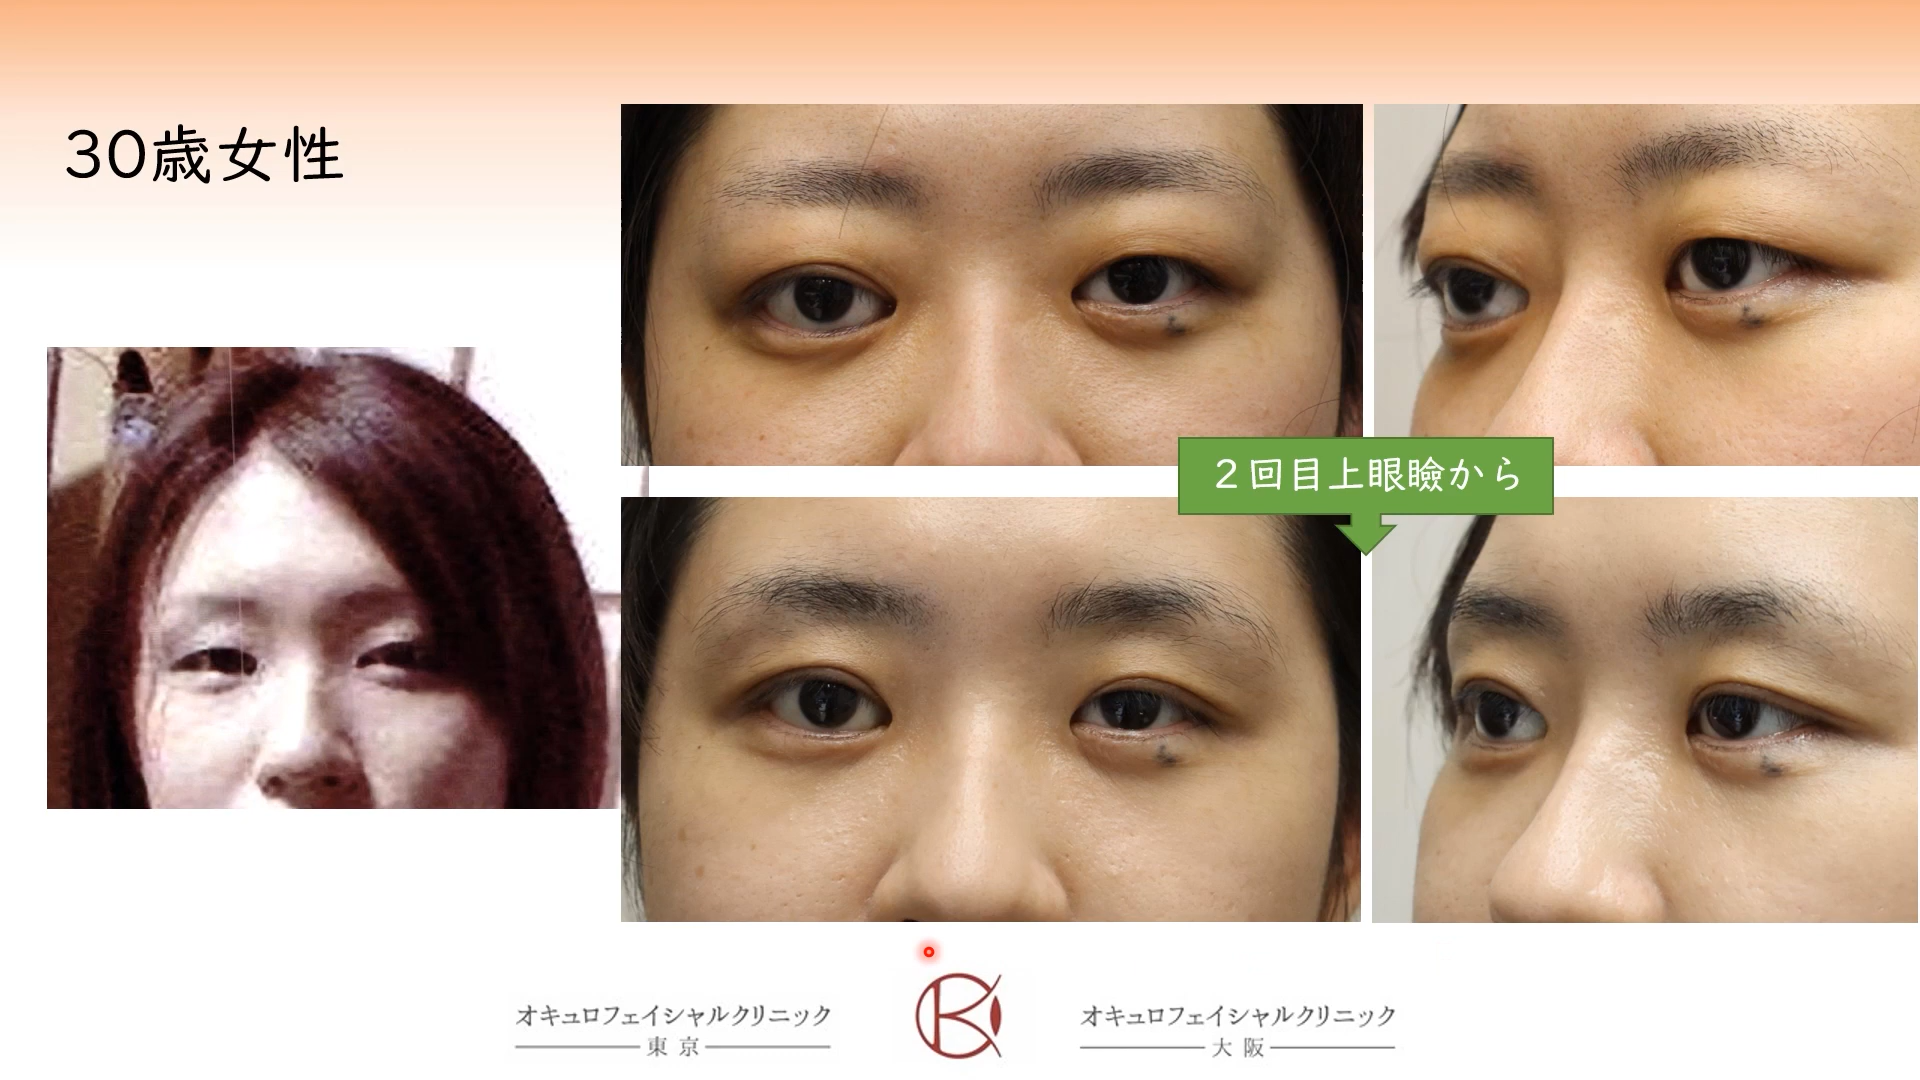 30歳女性
２回目上眼瞼から
オキュロフェイシャルクリニック
東京
オキュロフェイシャルクリニック
大阪